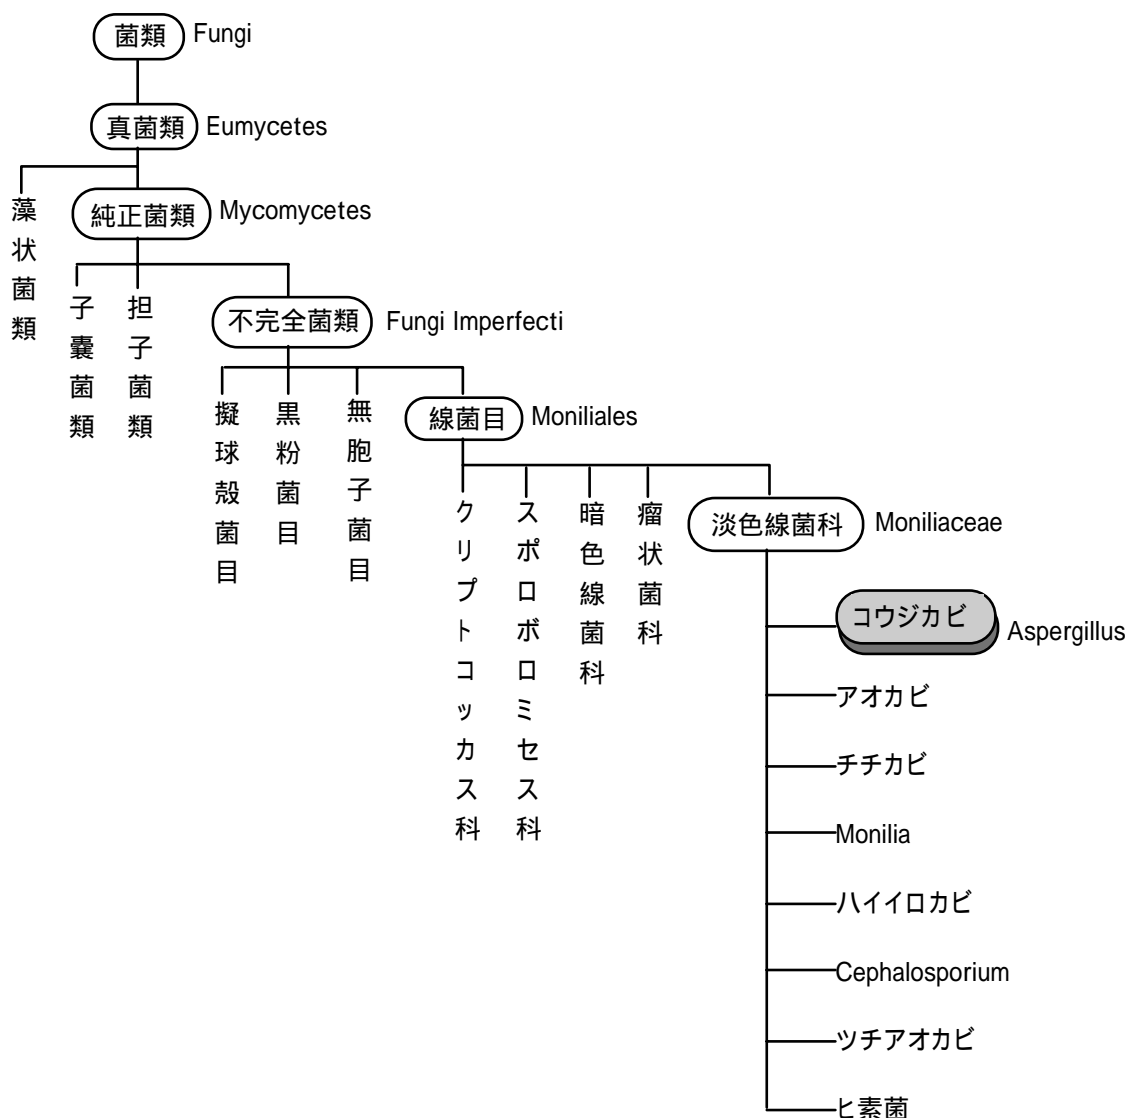 菌類 Fungi
真菌類 Eumycetes
藻状菌類
純正菌類 Mycomycetes
子嚢菌類
担子菌類
不完全菌類 Fungi Imperfecti
擬球殻菌目
黒粉菌目
無胞子菌目
線菌目 Moniliales
クリプトコッカス科
スポロボロミセス科
暗色線菌科
瘤状菌科
淡色線菌科 Moniliaceae
コウジカビ Aspergillus
アオカビ
チチカビ
Monilia
ハイイロカビ
Cephalosporium
ツチアオカビ
ヒ素菌